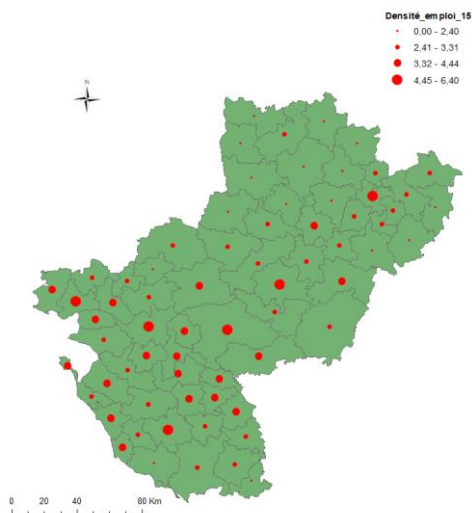 Densité_emploi_15
0,00 - 2,40
2,41 - 3,31
3,32 - 4,44
4,45 - 6,40
N
0 20 40 80 Km